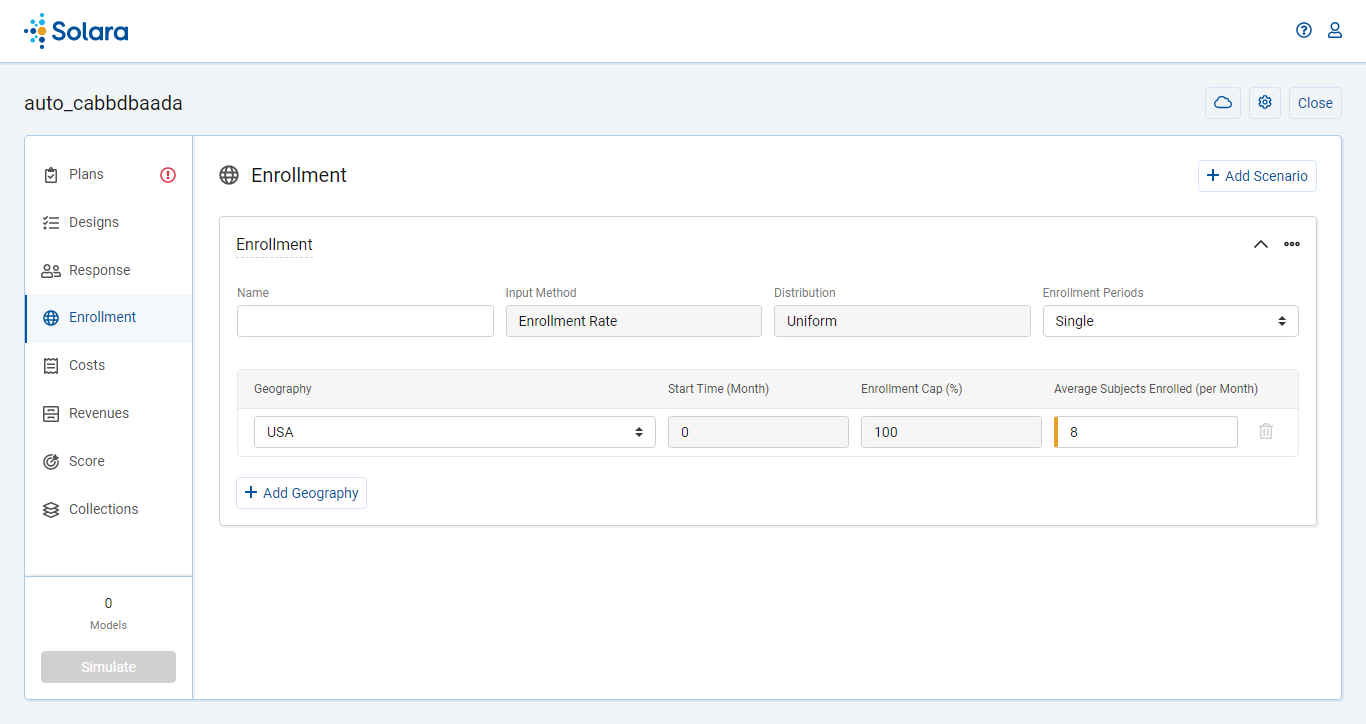 Solara
auto_cabbdbaada
Close
Plans
Designs
Response
Enrollment
Costs
Revenues
Score
Collections
0
Models
Simulate
Enrollment
Add Scenario
Enrollment
Name
Input Method
Distribution
Enrollment Periods
Enrollment Rate
Uniform
Single
Geography
Start Time (Month)
Enrollment Cap (%)
Average Subjects Enrolled (per Month)
USA
0
100
8
Add Geography